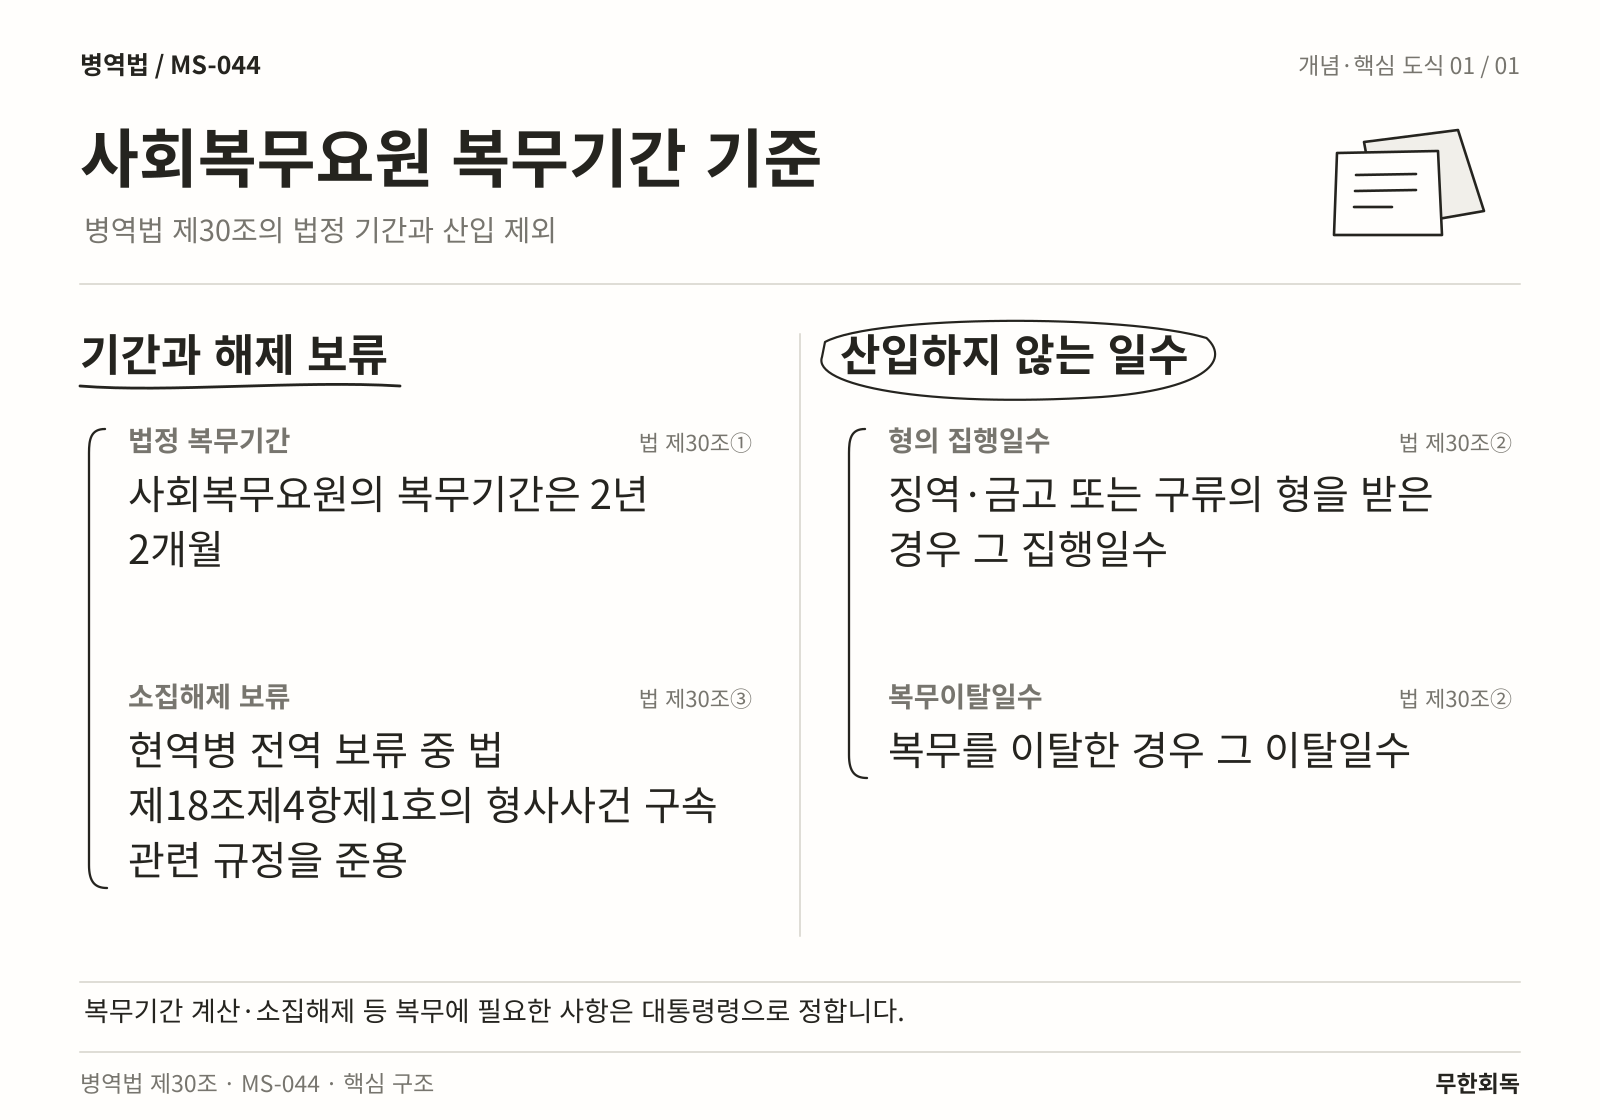 병역법 / MS-044
개념·핵심 도식 01 / 01
사회복무요원 복무기간 기준
병역법 제30조의 법정 기간과 산입 제외
기간과 해제 보류
법정 복무기간
법 제30조①
사회복무요원의 복무기간은 2년
2개월
소집해제 보류
법 제30조③
현역병 전역 보류 중 법
제18조제4항제1호의 형사사건 구속
관련 규정을 준용
산입하지 않는 일수
형의 집행일수
법 제30조②
징역·금고 또는 구류의 형을 받은
경우 그 집행일수
복무이탈일수
법 제30조②
복무를 이탈한 경우 그 이탈일수
복무기간 계산·소집해제 등 복무에 필요한 사항은 대통령령으로 정합니다.
병역법 제30조 · MS-044 · 핵심 구조
무한회독